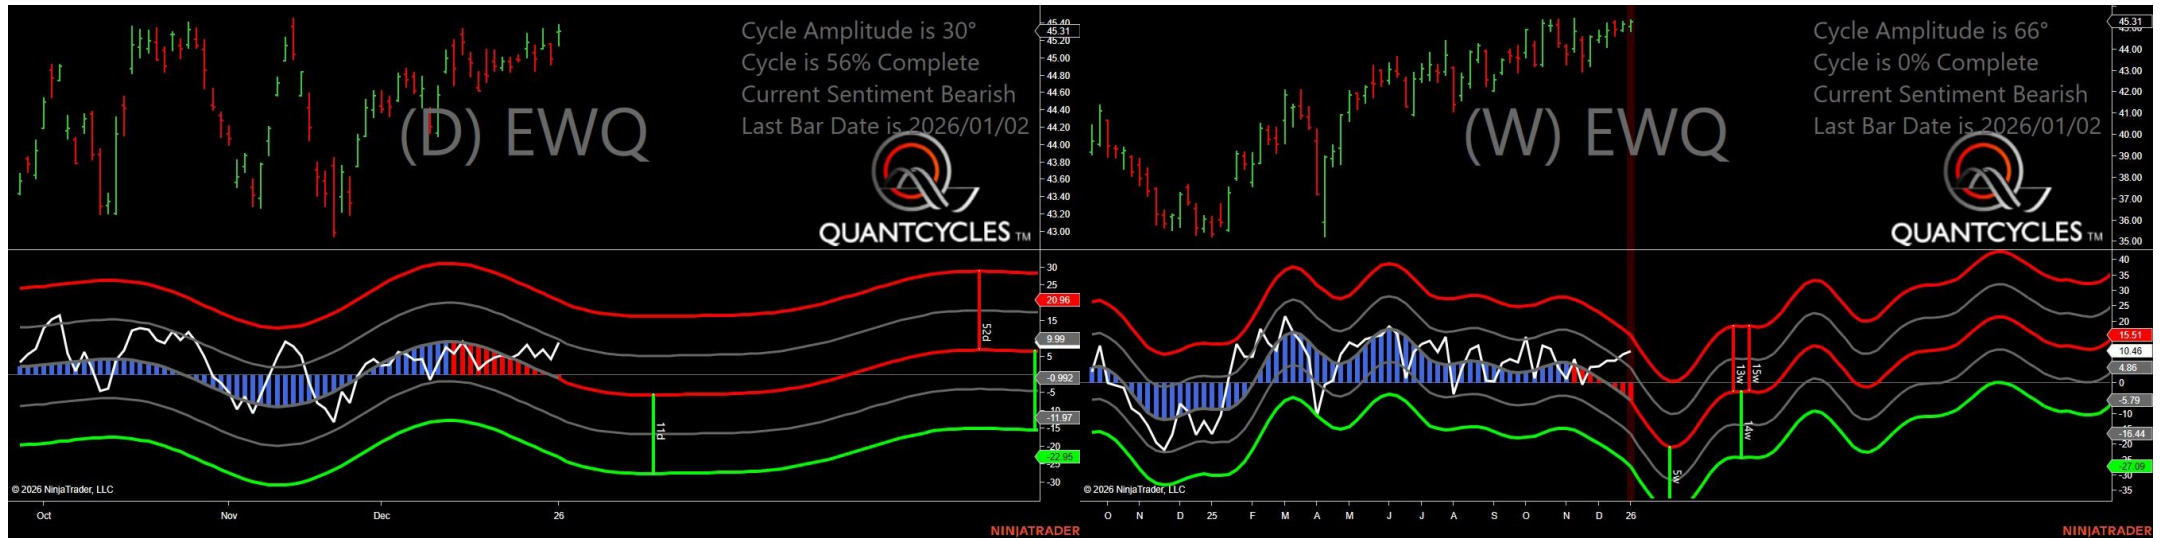 Cycle Amplitude is 30°
Cycle is 56% Complete
Current Sentiment Bearish
Last Bar Date is 2026/01/02
(D) EWQ
QUANTCYCLES TM
45.40
45.31
45.20
45.00
44.80
44.60
44.40
44.20
44.00
43.80
43.60
43.40
43.20
43.00
30
25
20.96
15
9.99
5
-0.992
-5
-10
-11.97
-15
-20
-22.95
-25
-30
52d
11d
© 2026 NinjaTrader, LLC
Oct
Nov
Dec
26
NINJATRADER
Cycle Amplitude is 66°
Cycle is 0% Complete
Current Sentiment Bearish
Last Bar Date is 2026/01/02
(W) EWQ
QUANTCYCLES TM
45.31
45.00
44.00
43.00
42.00
41.00
40.00
39.00
38.00
37.00
36.00
35.00
40
35
30
25
20
15.51
10.46
4.86
0
-5.79
-10
-16.44
-20
-27.09
-30
-35
13w
15w
14w
5w
© 2026 NinjaTrader, LLC
O
N
D
25
F
M
A
M
J
J
A
S
O
N
D
26
NINJATRADER